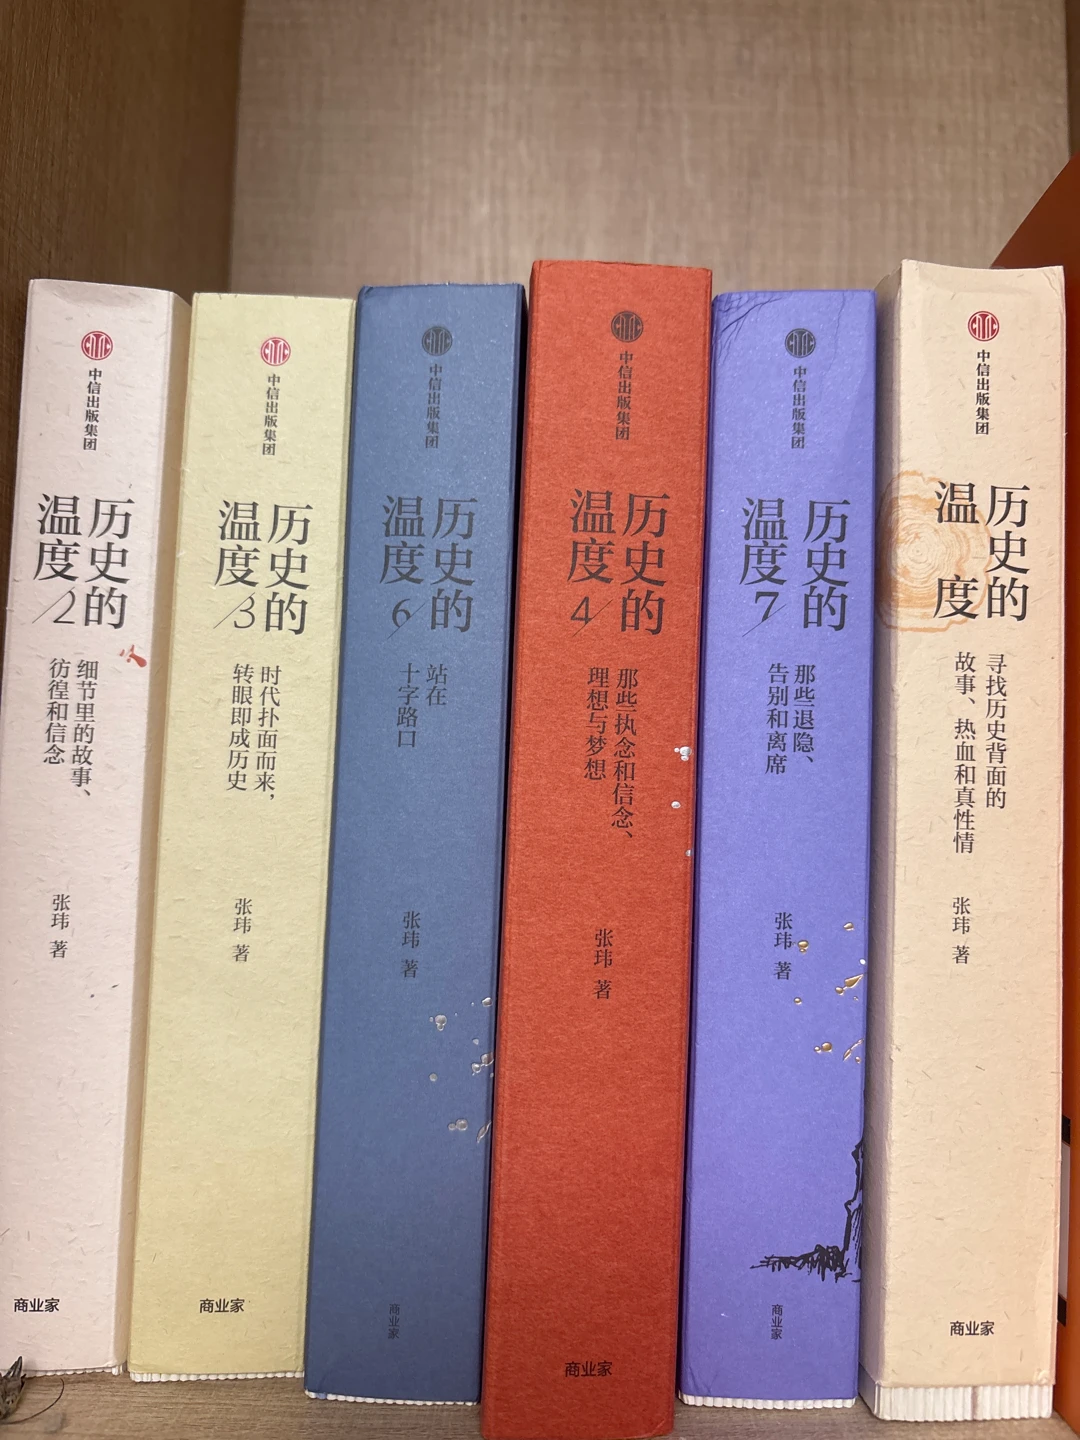 中信出版集团
历史的
温度/2
细节里的故事、
彷徨和信念
张玮 著
商业家
中信出版集团
历史的
温度/3
时代扑面而来，
转眼即成历史
张玮 著
商业家
中信出版集团
历史的
温度6/
站在
十字路口
张玮 著
商业家
中信出版集团
历史的
温度4/
那些执念和信念、
理想与梦想
张玮 著
商业家
中信出版集团
历史的
温度7/
那些退隐、
告别和离席
张玮 著
商业家
中信出版集团
历史的
温度
寻找历史背面的
故事、热血和真性情
张玮 著
商业家